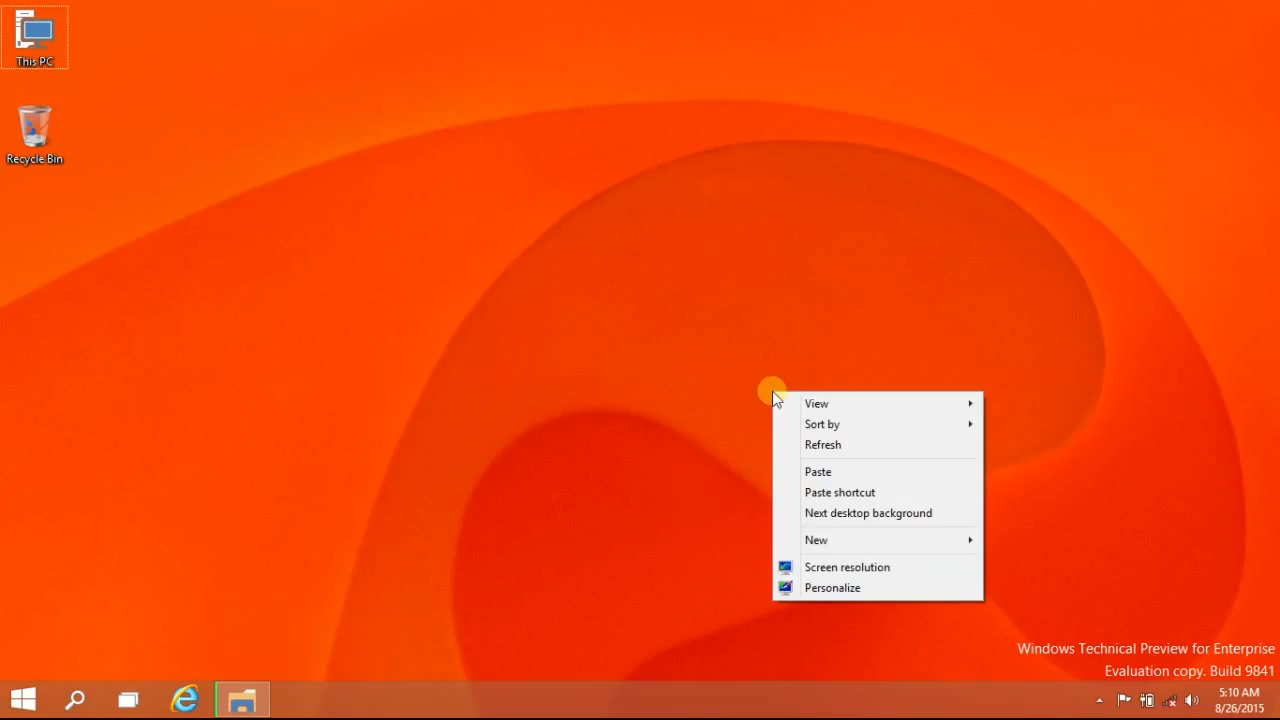 This PC
Recycle Bin
View
Sort by
Refresh
Paste
Paste shortcut
Next desktop background
New
Screen resolution
Personalize
Windows Technical Preview for Enterprise
Evaluation copy. Build 9841
5:10 AM
8/26/2015